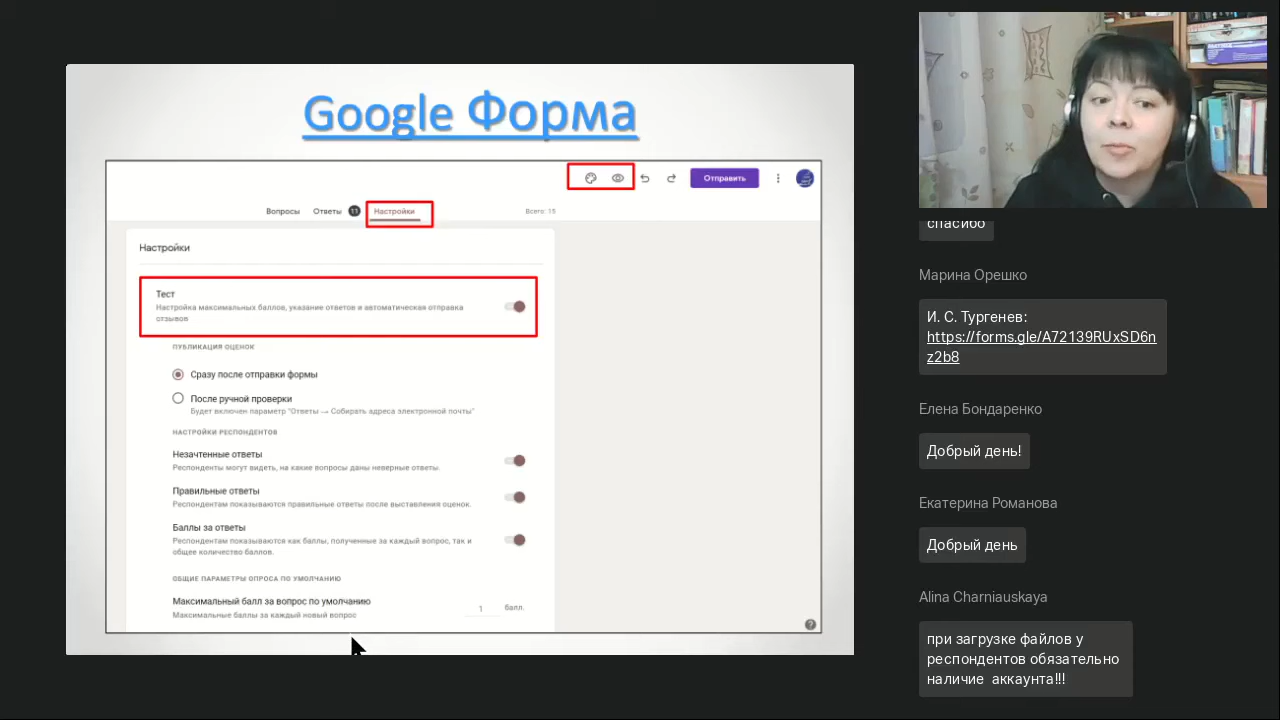 Google Форма
Отправить
Вопросы Ответы 11 Настройки Всего: 15
Настройки
Тест
Настройка максимальных баллов, указание ответов и автоматическая отправка
отзывов
ПУБЛИКАЦИЯ ОЦЕНОК
Сразу после отправки формы
После ручной проверки
Будет включен параметр "Ответы → Собирать адреса электронной почты"
НАСТРОЙКИ РЕСПОНДЕНТОВ
Незачтенные ответы
Респонденты могут видеть, на какие вопросы даны неверные ответы.
Правильные ответы
Респондентам показываются правильные ответы после выставления оценок.
Баллы за ответы
Респондентам показываются как баллы, полученные за каждый вопрос, так и
общее количество баллов.
ОБЩИЕ ПАРАМЕТРЫ ОПРОСА ПО УМОЛЧАНИЮ
Максимальный балл за вопрос по умолчанию
Максимальные баллы за каждый новый вопрос
1 балл.
спасибо
Марина Орешко
И. С. Тургенев:
https://forms.gle/A72139RUxSD6n
z2b8
Елена Бондаренко
Добрый день!
Екатерина Романова
Добрый день
Alina Charniauskaya
при загрузке файлов у
респондентов обязательно
наличие аккаунта!!!